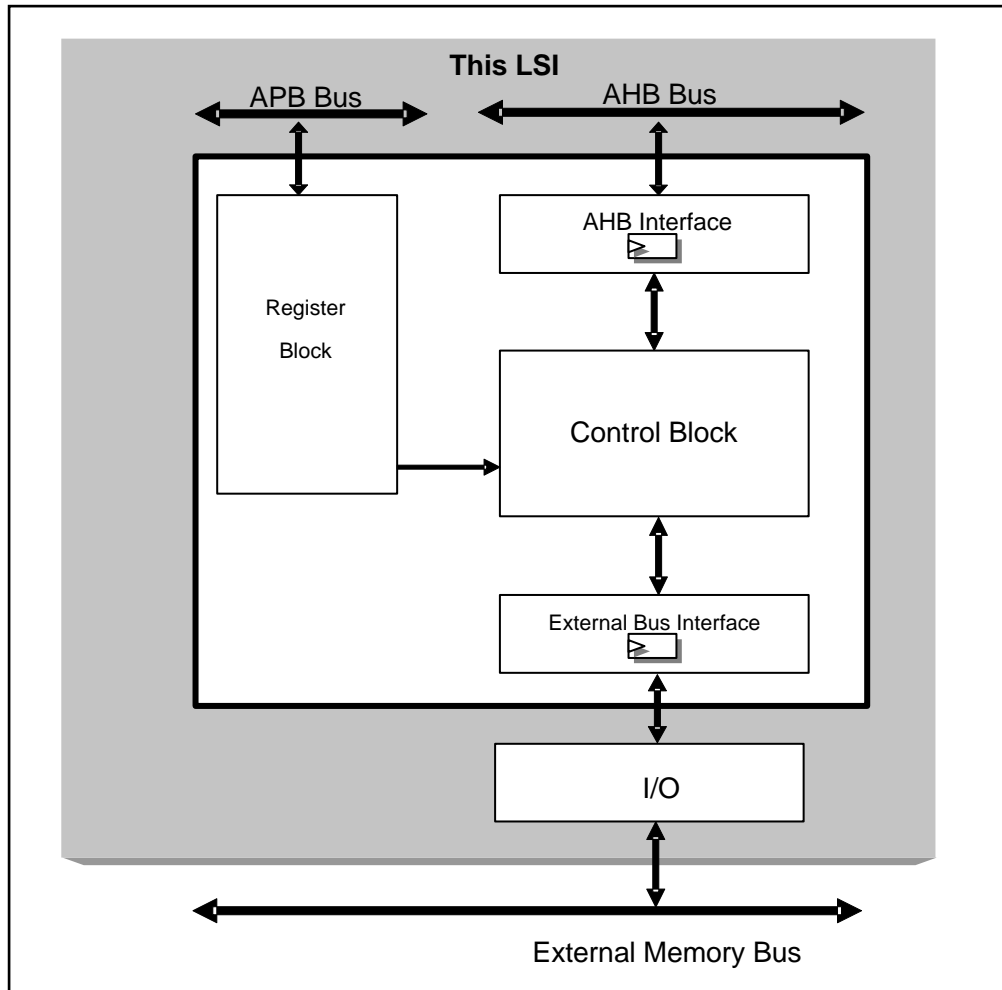 This LSI
APB Bus
AHB Bus
AHB Interface
Register
Block
Control Block
External Bus Interface
I/O
External Memory Bus